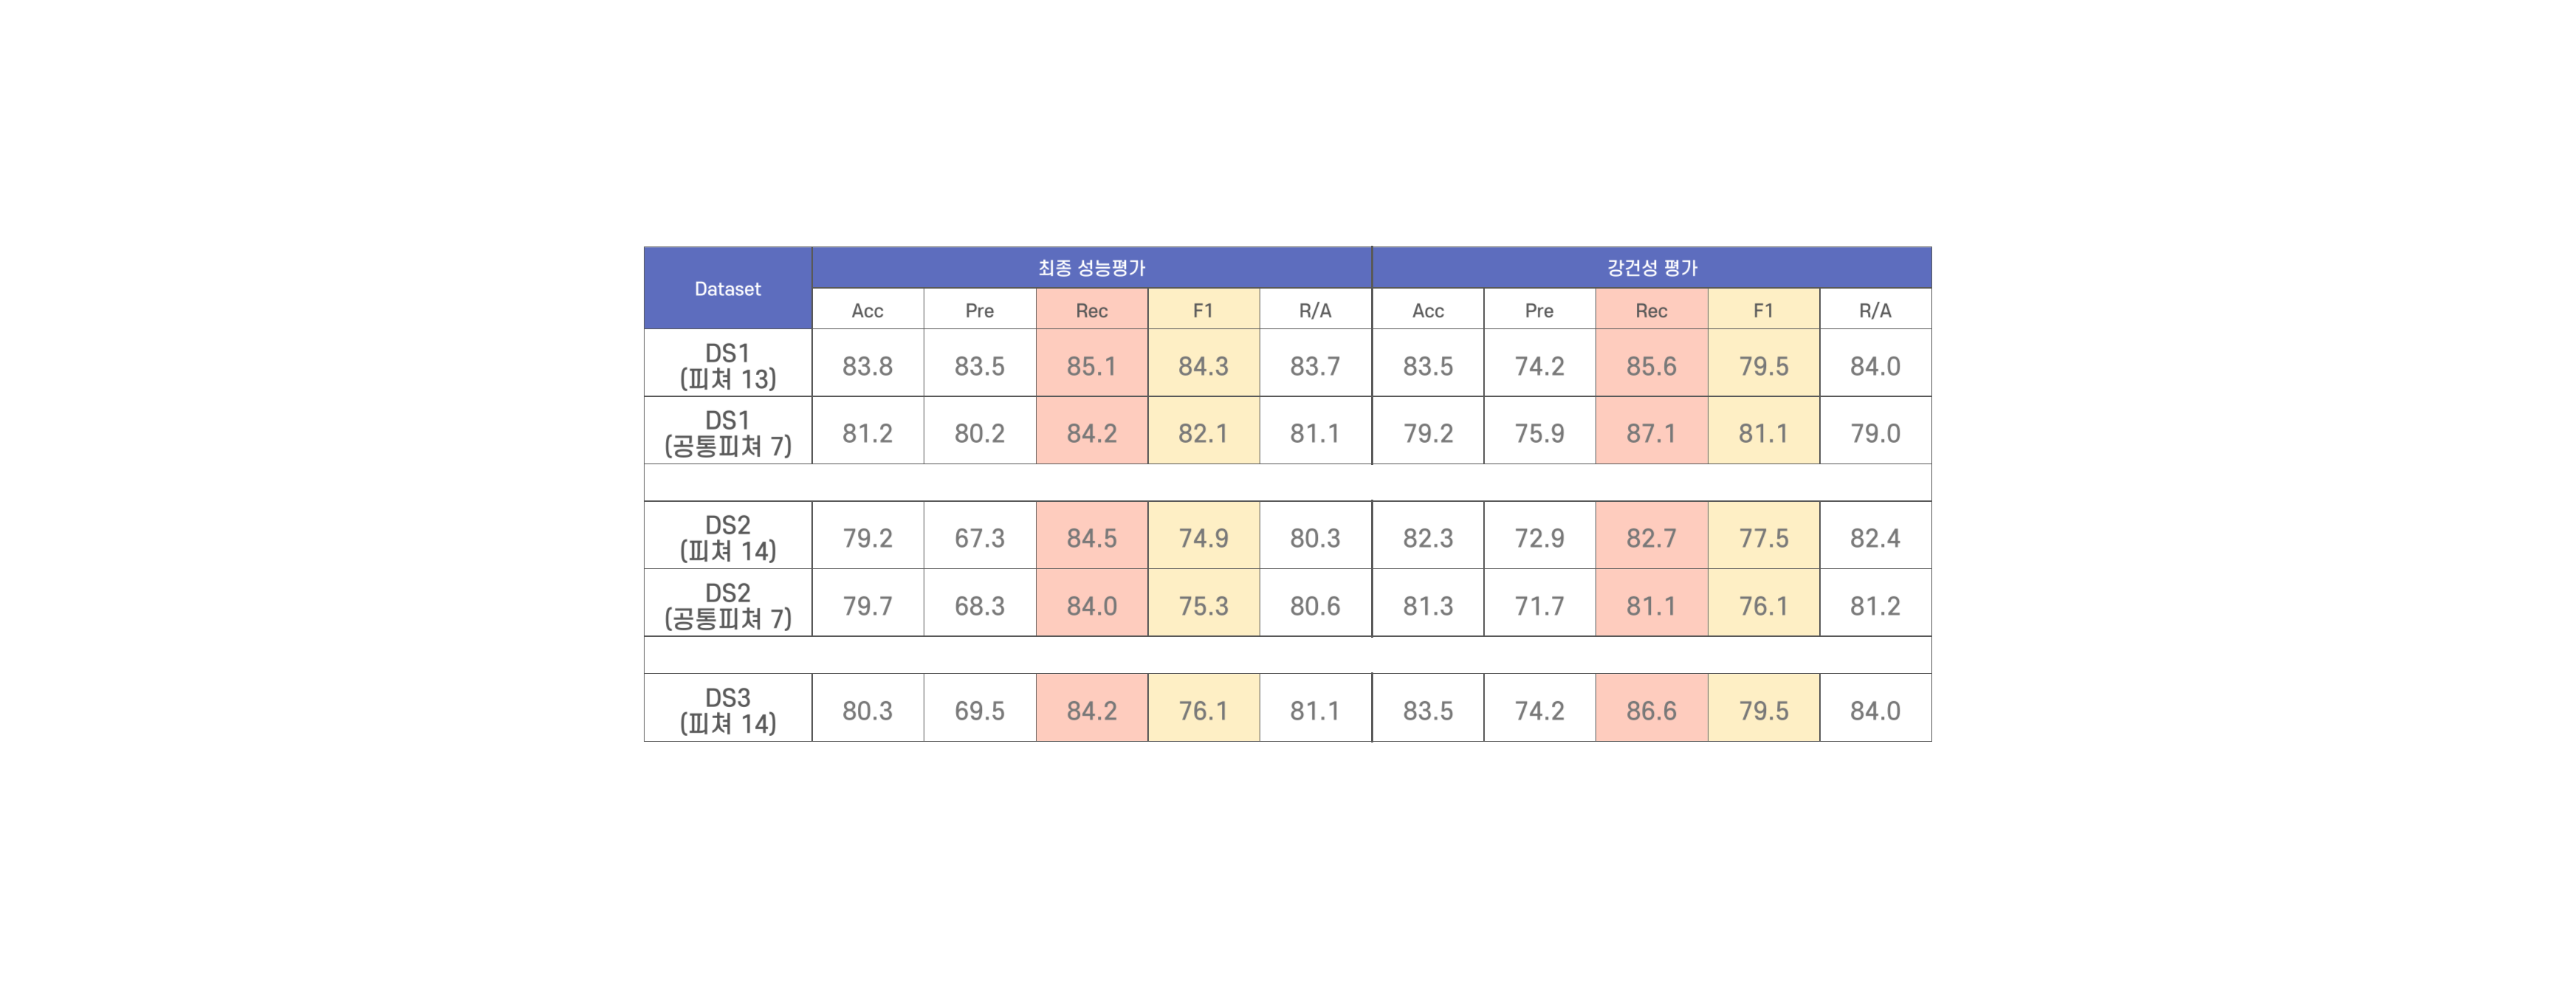 Dataset 최종 성능평가 강건성 평가
Acc Pre Rec F1 R/A Acc Pre Rec F1 R/A
DS1
(피쳐 13) 83.8 83.5 85.1 84.3 83.7 83.5 74.2 85.6 79.5 84.0
DS1
(공통피쳐 7) 81.2 80.2 84.2 82.1 81.1 79.2 75.9 87.1 81.1 79.0
DS2
(피쳐 14) 79.2 67.3 84.5 74.9 80.3 82.3 72.9 82.7 77.5 82.4
DS2
(공통피쳐 7) 79.7 68.3 84.0 75.3 80.6 81.3 71.7 81.1 76.1 81.2
DS3
(피쳐 14) 80.3 69.5 84.2 76.1 81.1 83.5 74.2 86.6 79.5 84.0